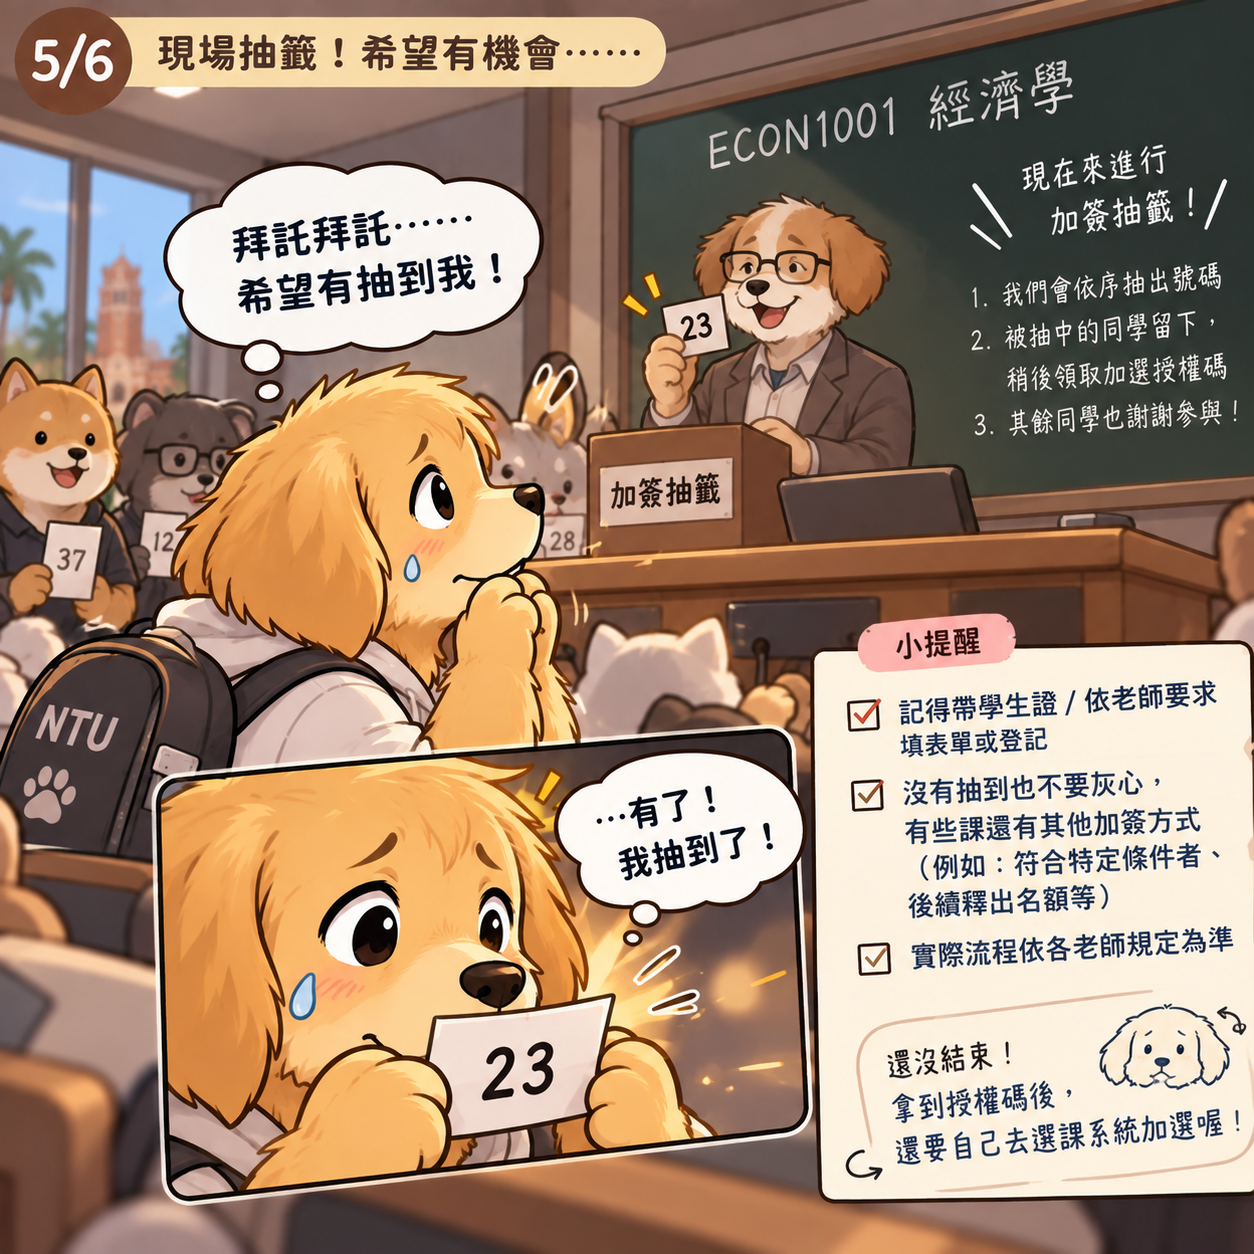 5/6
現場抽籤！希望有機會……
ECON1001 經濟學
現在來進行
加簽抽籤！
1. 我們會依序抽出號碼
2. 被抽中的同學留下，
稍後領取加選授權碼
3. 其餘同學也謝謝參與！
拜託拜託……
希望有抽到我！
23
加簽抽籤
37
12
28
NTU
…有了！
我抽到了！
23
小提醒
記得帶學生證 / 依老師要求
填表單或登記
沒有抽到也不要灰心，
有些課還有其他加簽方式
（例如：符合特定條件者、
後續釋出名額等）
實際流程依各老師規定為準
還沒結束！
拿到授權碼後，
還要自己去選課系統加選喔！